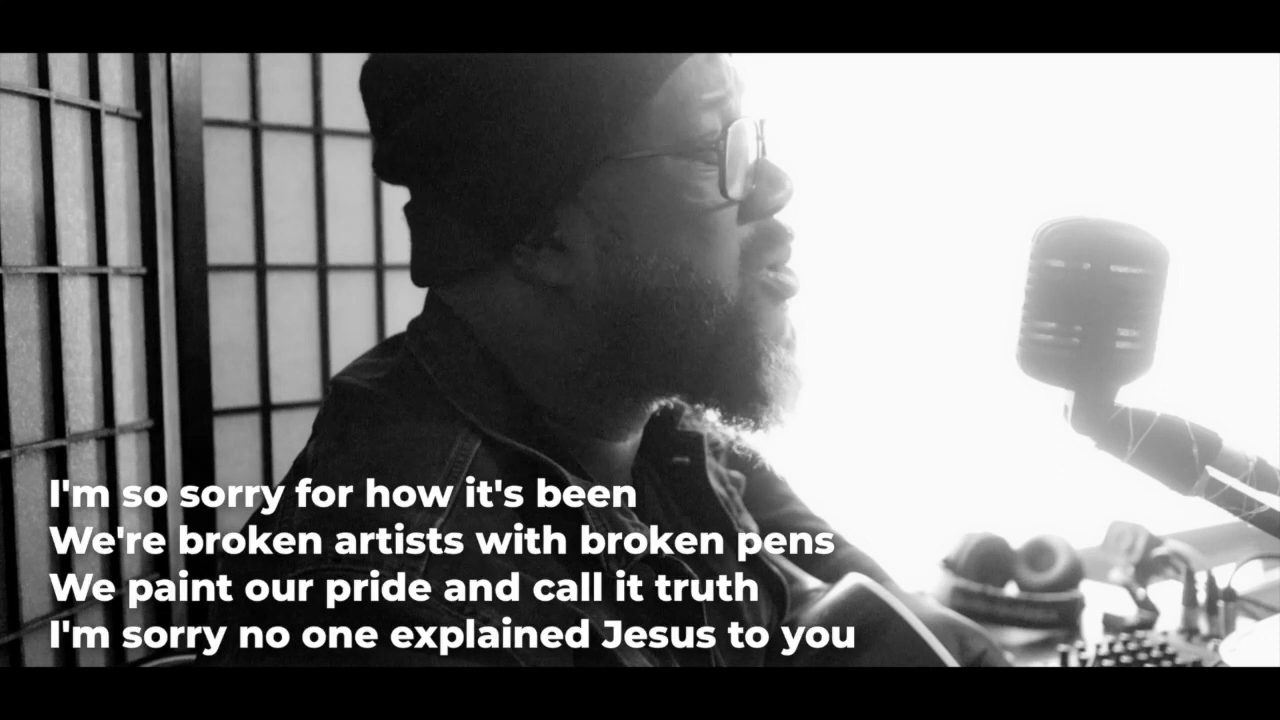 I'm so sorry for how it's been
We're broken artists with broken pens
We paint our pride and call it truth
I'm sorry no one explained Jesus to you